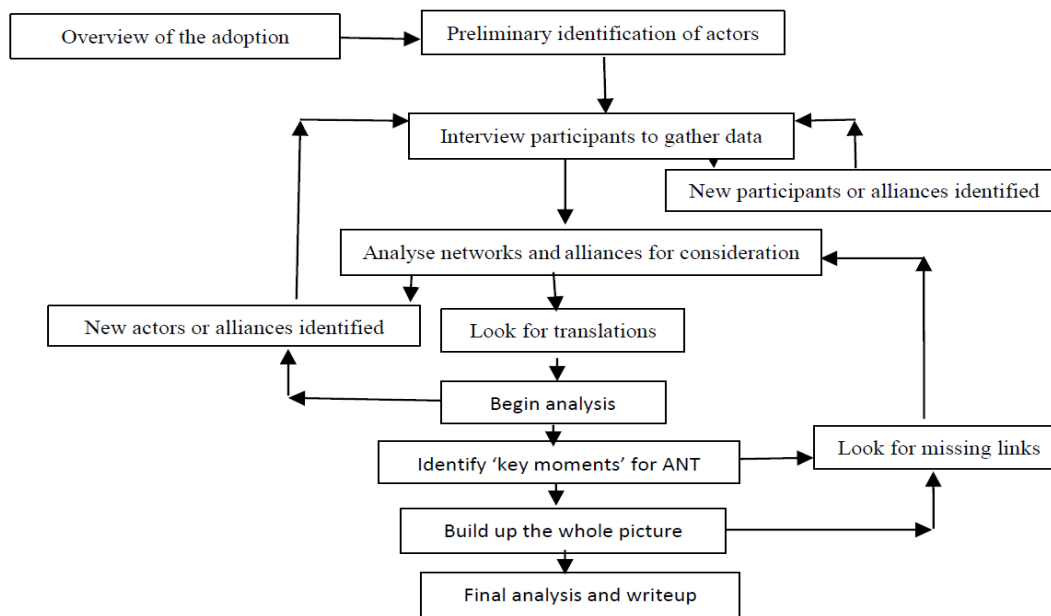 Overview of the adoption
Preliminary identification of actors
Interview participants to gather data
New participants or alliances identified
Analyse networks and alliances for consideration
New actors or alliances identified
Look for translations
Begin analysis
Identify ‘key moments’ for ANT
Look for missing links
Build up the whole picture
Final analysis and writeup